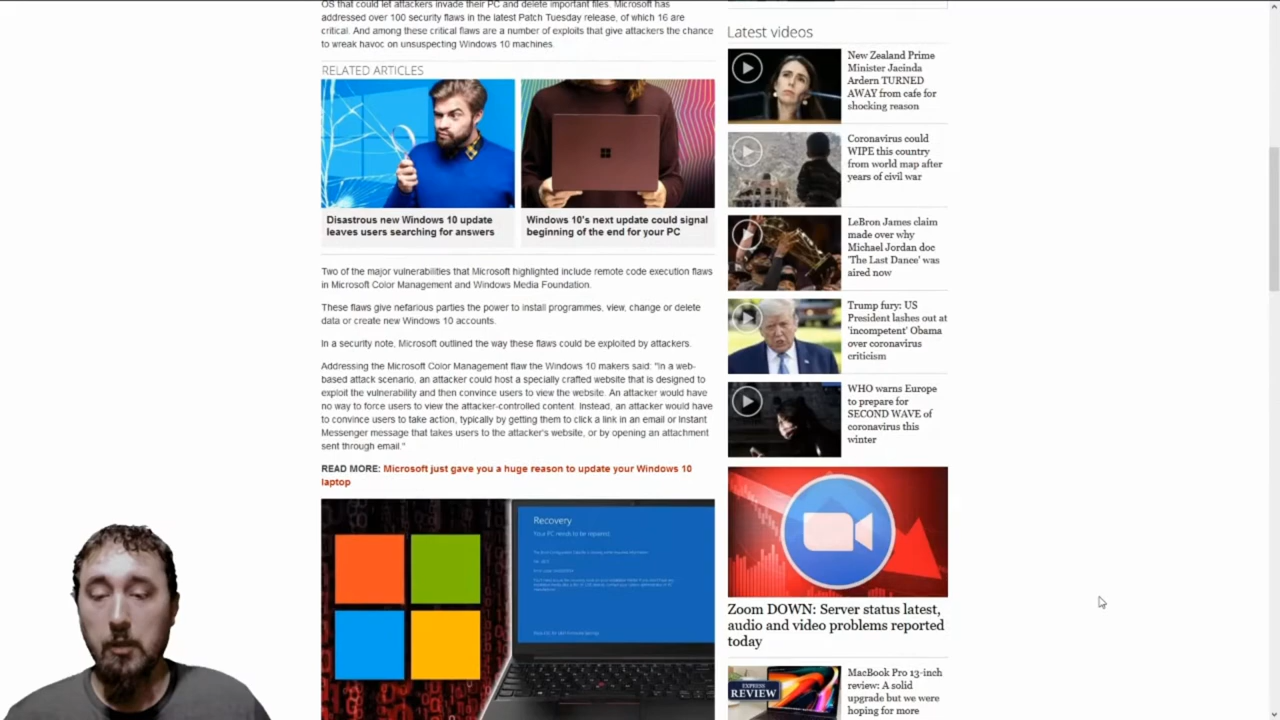 OS that could let attackers invade their PC and delete important files. Microsoft has
addressed over 100 security flaws in the latest Patch Tuesday release, of which 16 are
critical. And among these critical flaws are a number of exploits that give attackers the chance
to wreak havoc on unsuspecting Windows 10 machines.
RELATED ARTICLES
Disastrous new Windows 10 update
leaves users searching for answers
Windows 10's next update could signal
beginning of the end for your PC
Two of the major vulnerabilities that Microsoft highlighted include remote code execution flaws
in Microsoft Color Management and Windows Media Foundation.
These flaws give nefarious parties the power to install programmes, view, change or delete
data or create new Windows 10 accounts.
In a security note, Microsoft outlined the way these flaws could be exploited by attackers.
Addressing the Microsoft Color Management flaw the Windows 10 makers said: "In a web-
based attack scenario, an attacker could host a specially crafted website that is designed to
exploit the vulnerability and then convince users to view the website. An attacker would have
no way to force users to view the attacker-controlled content. Instead, an attacker would have
to convince users to take action, typically by getting them to click a link in an email or Instant
Messenger message that takes users to the attacker's website, or by opening an attachment
sent through email."
READ MORE: Microsoft just gave you a huge reason to update your Windows 10
laptop
Recovery
Your PC needs to be repaired
Latest videos
New Zealand Prime
Minister Jacinda
Ardern TURNED
AWAY from cafe for
shocking reason
Coronavirus could
WIPE this country
from world map after
years of civil war
LeBron James claim
made over why
Michael Jordan doc
'The Last Dance' was
aired now
Trump fury: US
President lashes out at
'incompetent' Obama
over coronavirus
criticism
WHO warns Europe
to prepare for
SECOND WAVE of
coronavirus this
winter
Zoom DOWN: Server status latest,
audio and video problems reported
today
EXPRESS
REVIEW
MacBook Pro 13-inch
review: A solid
upgrade but we were
hoping for more